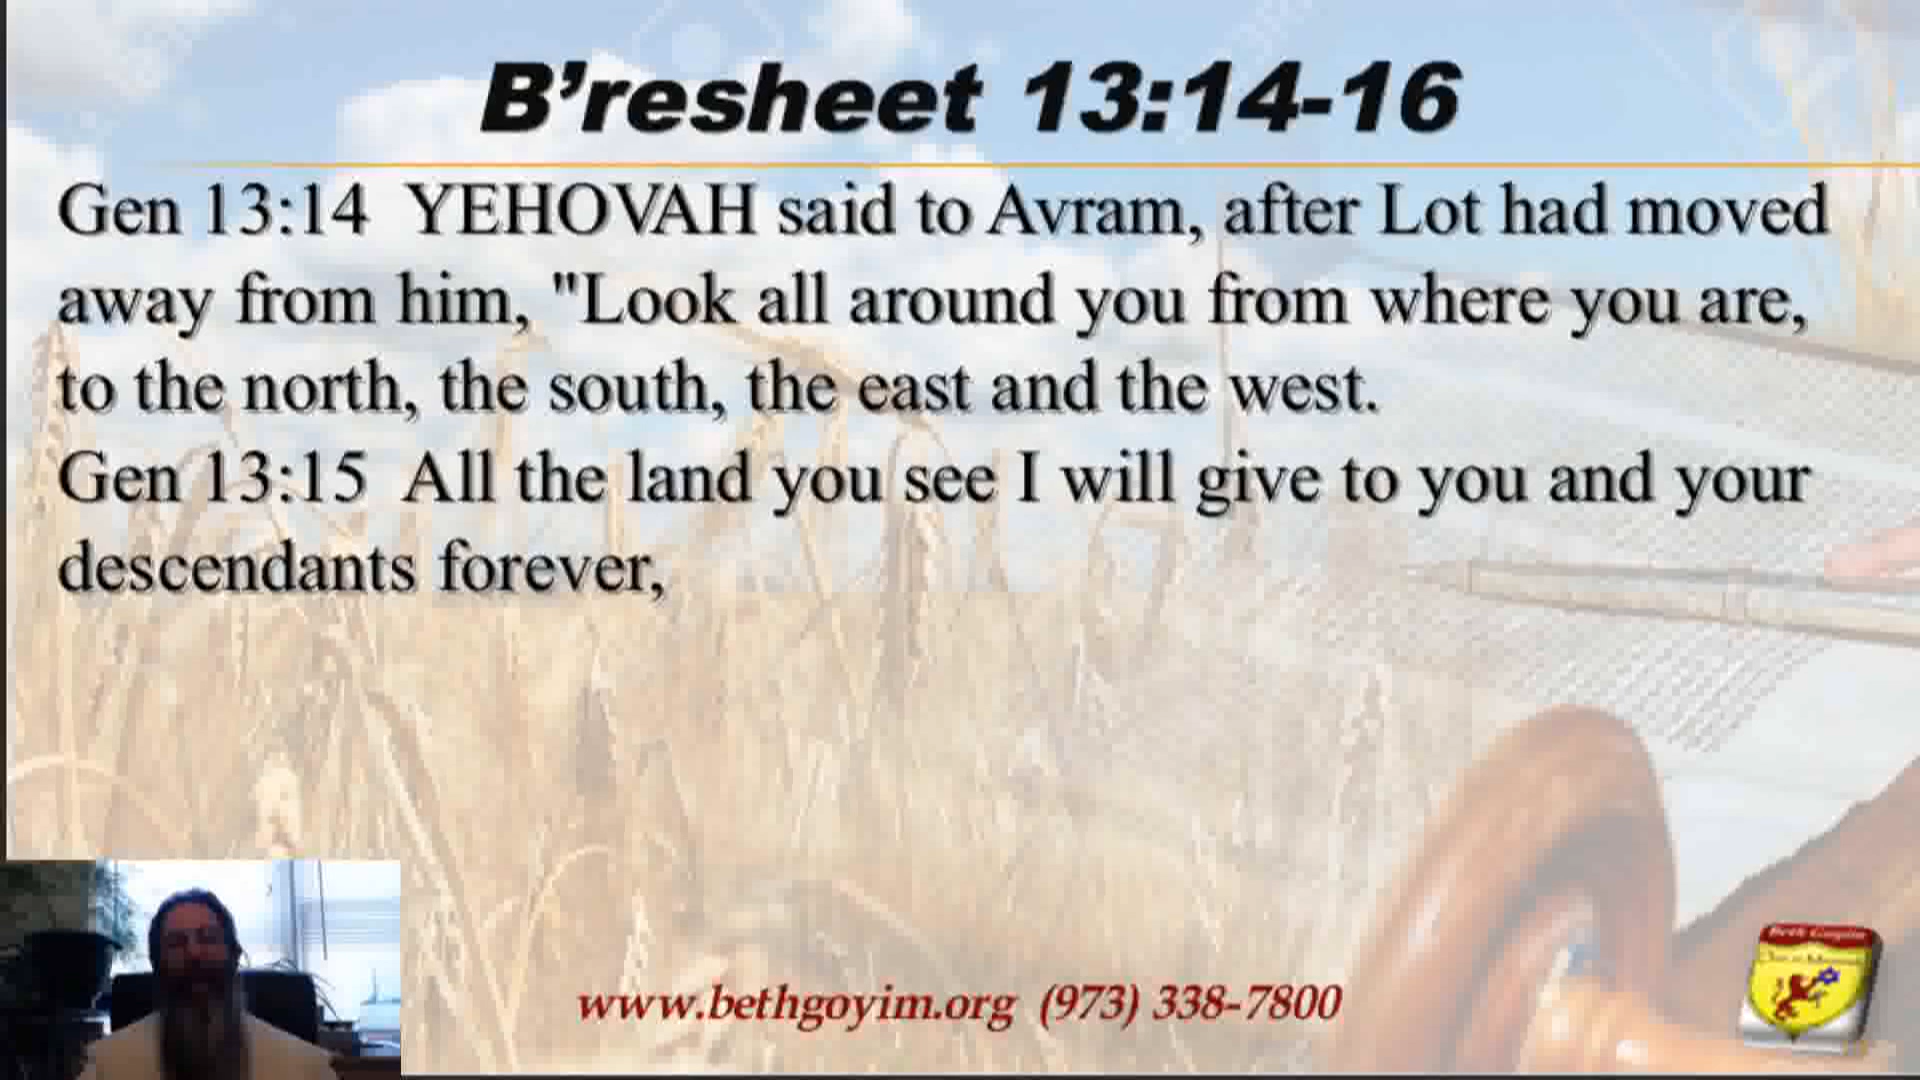 B’resheet 13:14-16
Gen 13:14 YEHOVAH said to Avram, after Lot had moved
away from him, "Look all around you from where you are,
to the north, the south, the east and the west.
Gen 13:15 All the land you see I will give to you and your
descendants forever,
www.bethgoyim.org (973) 338-7800
Beth Goyim